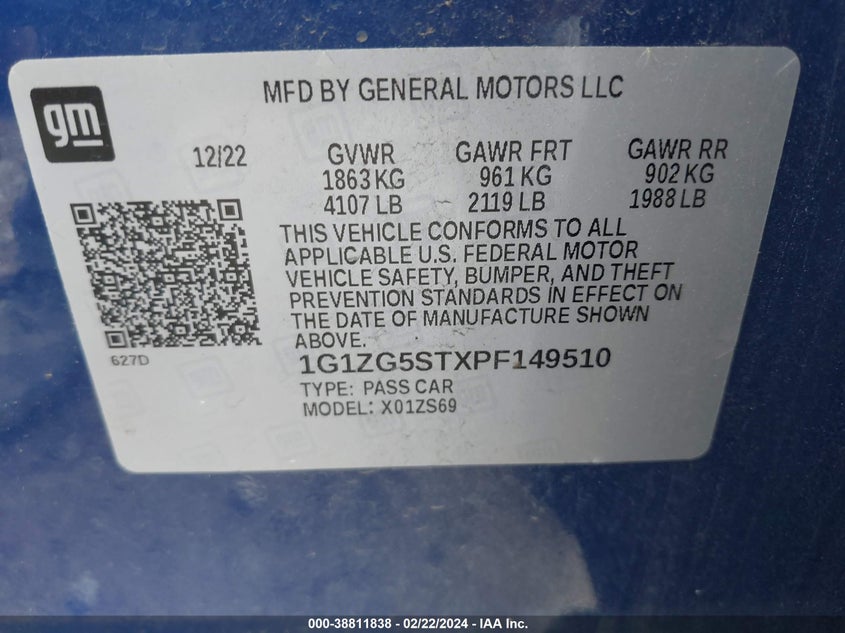 MFD BY GENERAL MOTORS LLC
gm
12/22 GVWR GAWR FRT GAWR RR
1863 KG 961 KG 902 KG
4107 LB 2119 LB 1988 LB
THIS VEHICLE CONFORMS TO ALL
APPLICABLE U.S. FEDERAL MOTOR
VEHICLE SAFETY, BUMPER, AND THEFT
PREVENTION STANDARDS IN EFFECT ON
THE DATE OF MANUFACTURE SHOWN
ABOVE.
627D
1G1ZG5STXPF149510
TYPE: PASS CAR
MODEL: X01ZS69
000-38811838 - 02/22/2024 - IAA Inc.